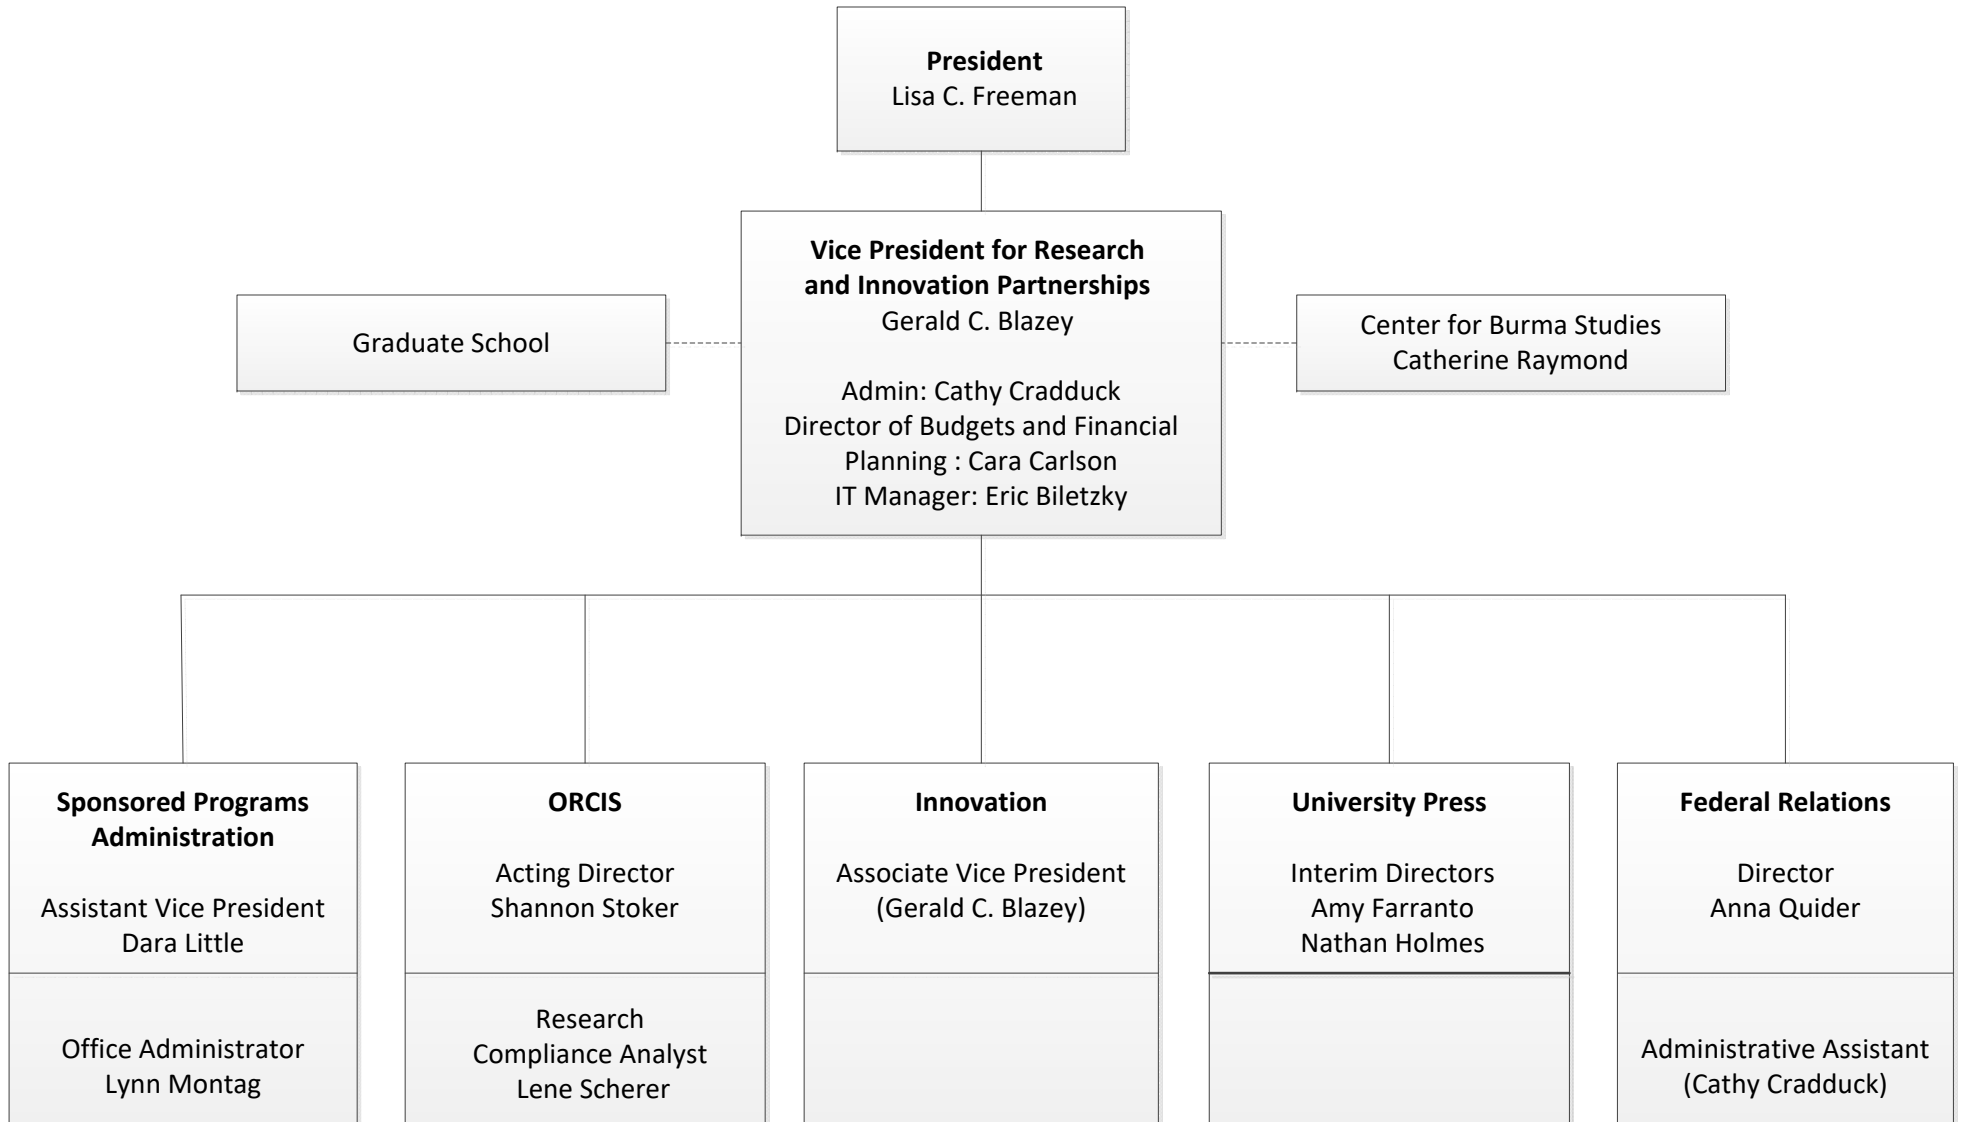 President
Lisa C. Freeman
Vice President for Research
and Innovation Partnerships
Gerald C. Blazey
Admin: Cathy Cradduck
Director of Budgets and Financial
Planning : Cara Carlson
IT Manager: Eric Biletzky
Graduate School
Center for Burma Studies
Catherine Raymond
Sponsored Programs
Administration
Assistant Vice President
Dara Little
Office Administrator
Lynn Montag
ORCIS
Acting Director
Shannon Stoker
Research
Compliance Analyst
Lene Scherer
Innovation
Associate Vice President
(Gerald C. Blazey)
University Press
Interim Directors
Amy Farranto
Nathan Holmes
Federal Relations
Director
Anna Quider
Administrative Assistant
(Cathy Cradduck)